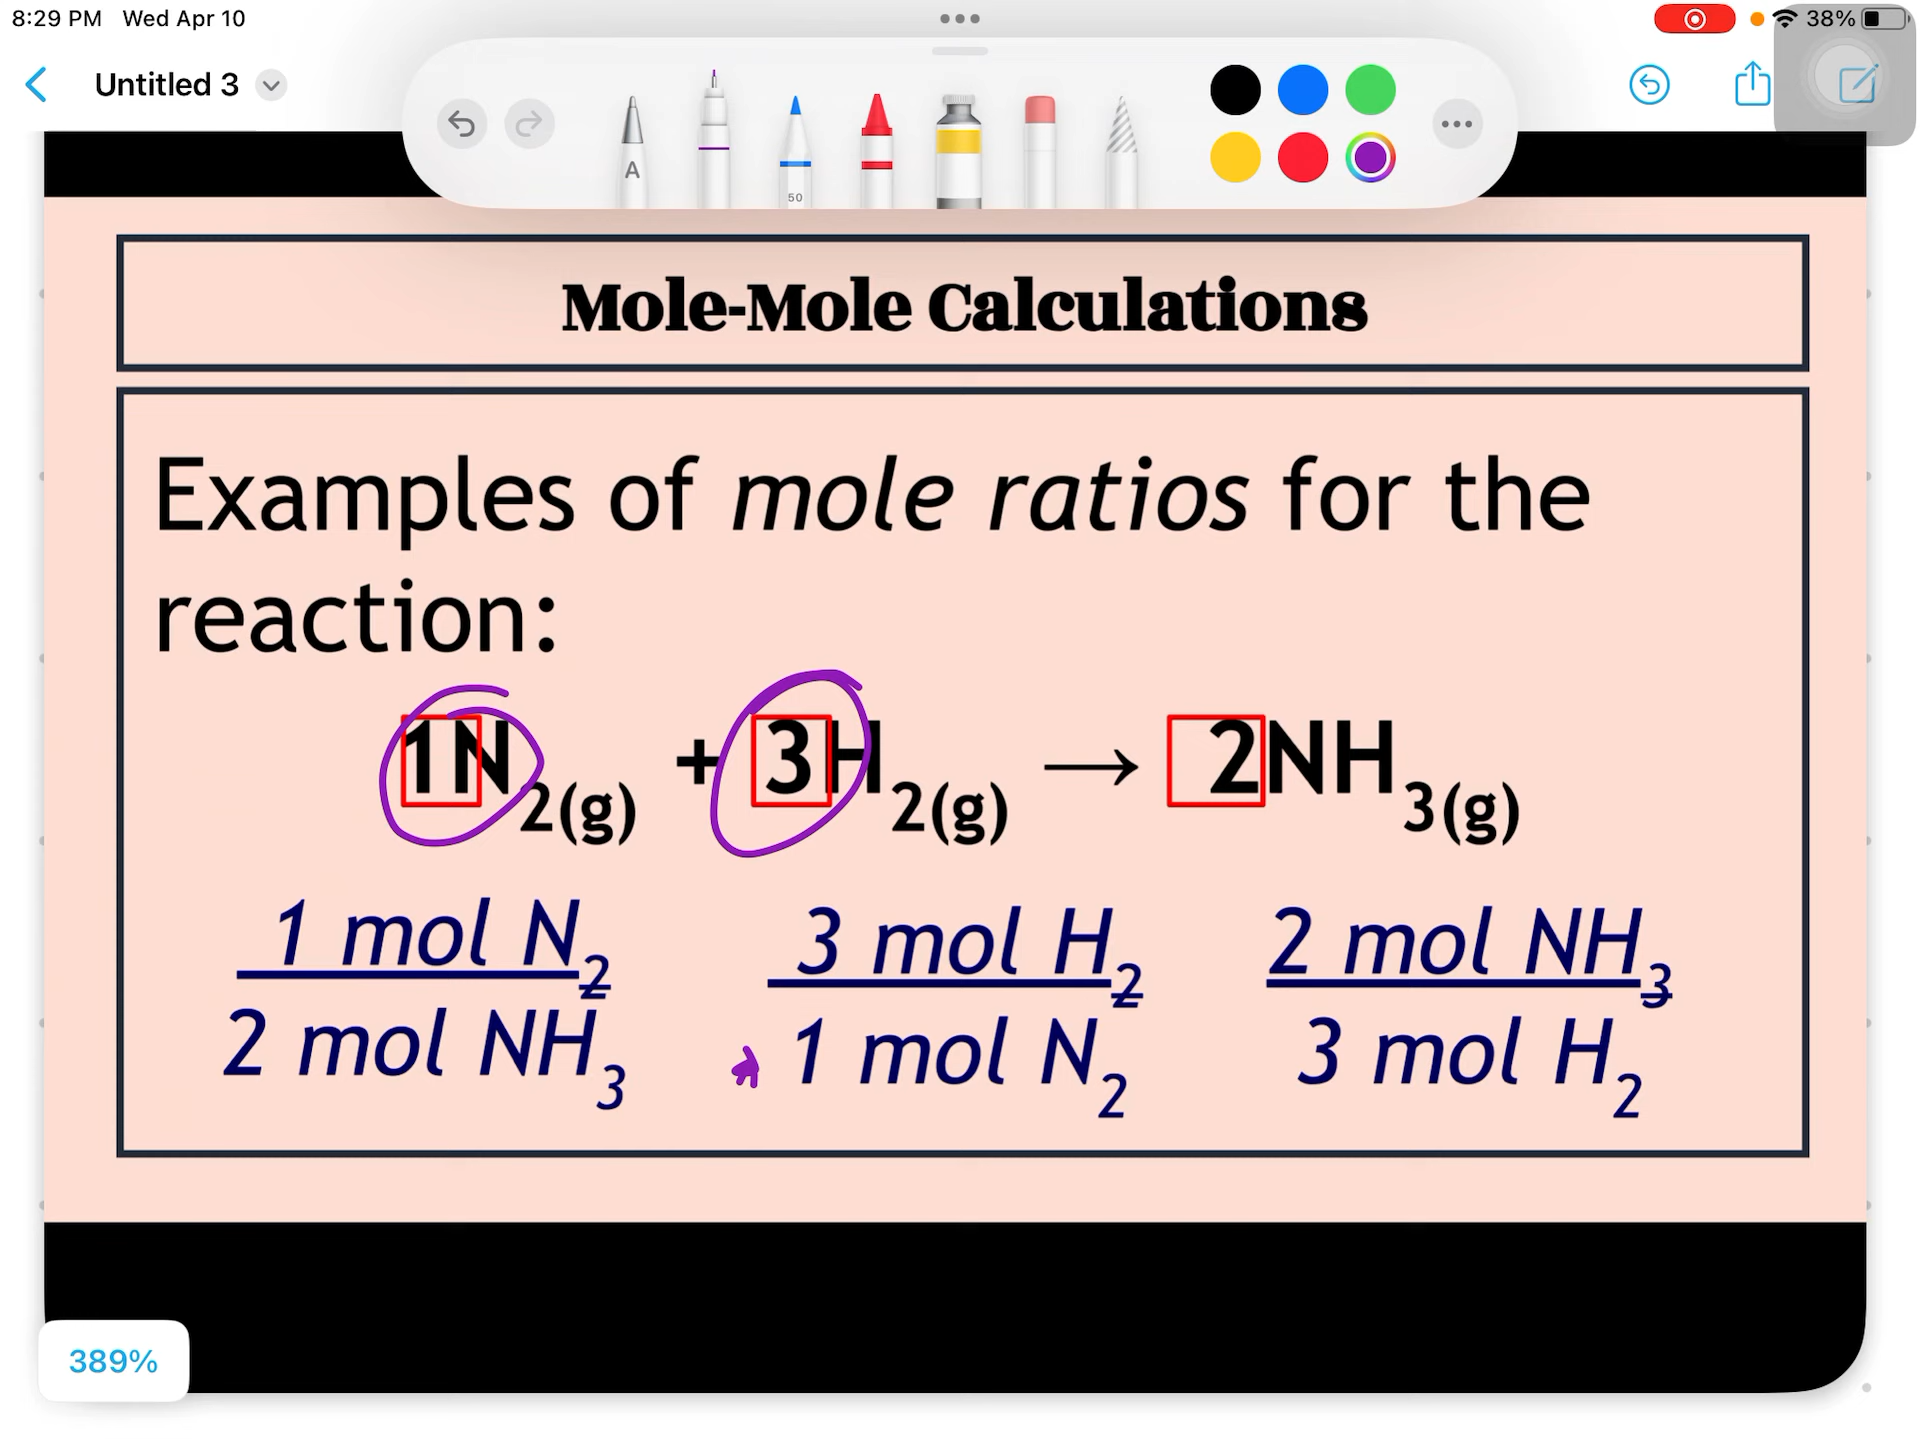 8:29 PM Wed Apr 10
38%
Untitled 3
A
50
Mole-Mole Calculations
Examples of mole ratios for the
reaction:
1N2(g) + 3H2(g) → 2NH3(g)
1 mol N2 3 mol H2 2 mol NH3
2 mol NH3 1 mol N2 3 mol H2
389%